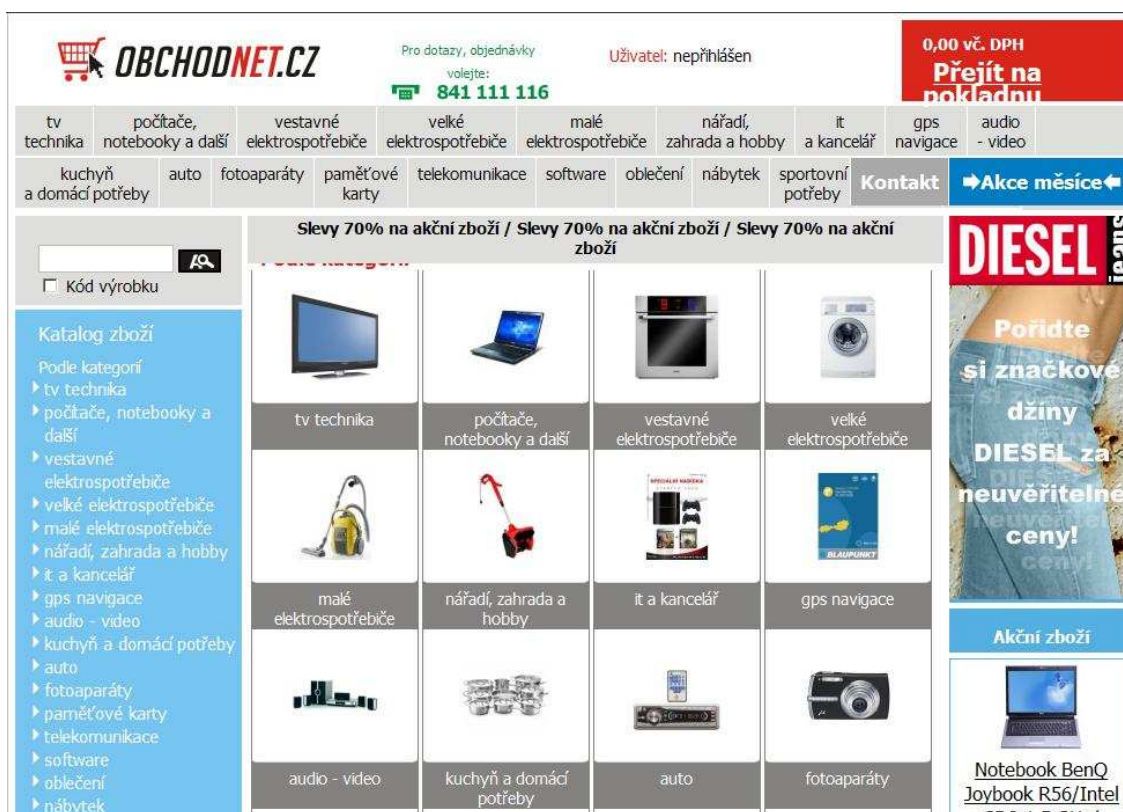 OBCHODNET.CZ
Pro dotazy, objednávky
volejte:
841 111 116
Uživatel: nepřihlášen
0,00 vč. DPH
Přejít na
pokladnu
tv
technika
počítače,
notebooky a další
vestavné
elektrospotřebiče
velké
elektrospotřebiče
malé
elektrospotřebiče
nářadí,
zahrada a hobby
it
a kancelář
gps
navigace
audio
- video
kuchyň
a domácí potřeby
auto
fotoaparáty
paměťové
karty
telekomunikace
software
oblečení
nábytek
sportovní
potřeby
Kontakt
Akce měsíce
Kód výrobku
Katalog zboží
Podle kategorií
tv technika
počítače, notebooky a
další
vestavné
elektrospotřebiče
velké elektrospotřebiče
malé elektrospotřebiče
nářadí, zahrada a hobby
it a kancelář
gps navigace
audio - video
kuchyň a domácí potřeby
auto
fotoaparáty
paměťové karty
telekomunikace
software
oblečení
nábytek
Slevy 70% na akční zboží / Slevy 70% na akční zboží / Slevy 70% na akční
zboží
Podle kategorií
tv technika
počítače,
notebooky a další
vestavné
elektrospotřebiče
velké
elektrospotřebiče
SPECIÁLNÍ NABÍDKA
BLAUPUNKT
malé
elektrospotřebiče
nářadí, zahrada a
hobby
it a kancelář
gps navigace
audio - video
kuchyň a domácí
potřeby
auto
fotoaparáty
DIESEL
jeans
Pořidte
si značkové
džíny
DIESEL za
neuvěřitelné
ceny!
Akční zboží
Notebook BenQ
Joybook R56/Intel